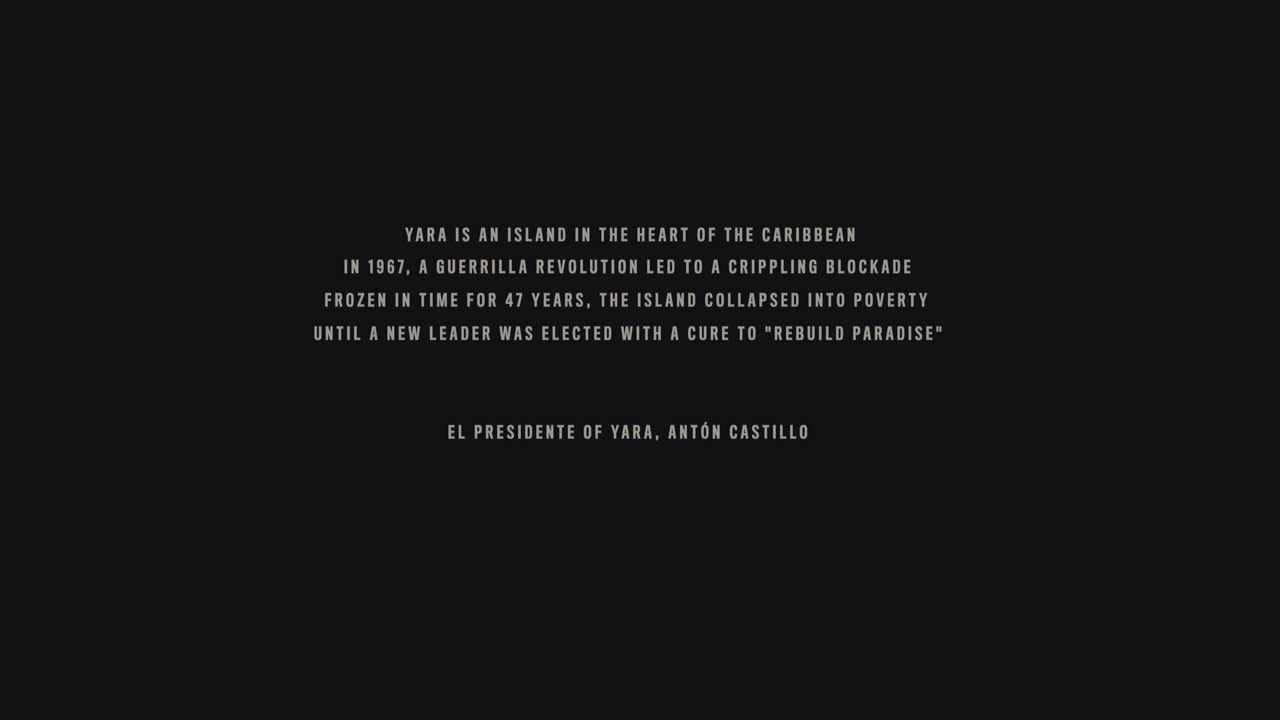 YARA IS AN ISLAND IN THE HEART OF THE CARIBBEAN
IN 1967, A GUERRILLA REVOLUTION LED TO A CRIPPLING BLOCKADE
FROZEN IN TIME FOR 47 YEARS, THE ISLAND COLLAPSED INTO POVERTY
UNTIL A NEW LEADER WAS ELECTED WITH A CURE TO "REBUILD PARADISE"
EL PRESIDENTE OF YARA, ANTÓN CASTILLO